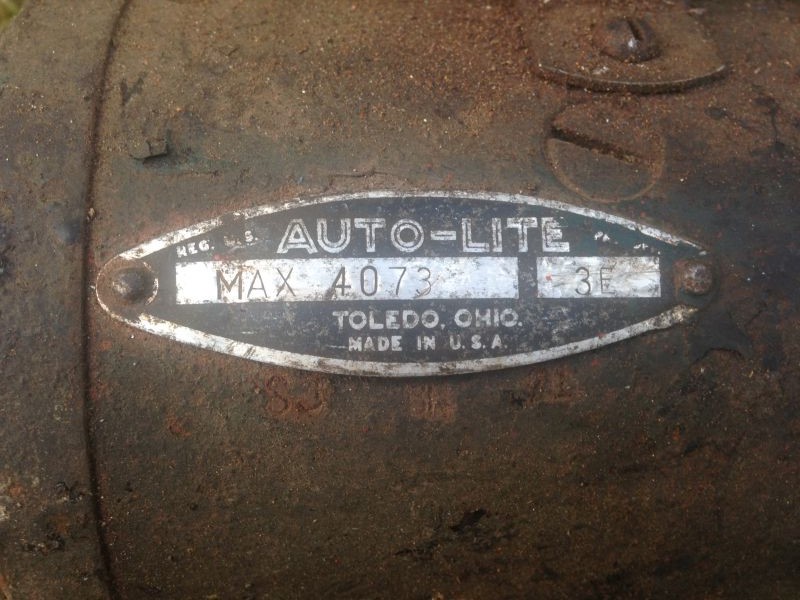 REG. U.S. AUTO-LITE
MAX 4073 3E
TOLEDO, OHIO.
MADE IN U.S.A.